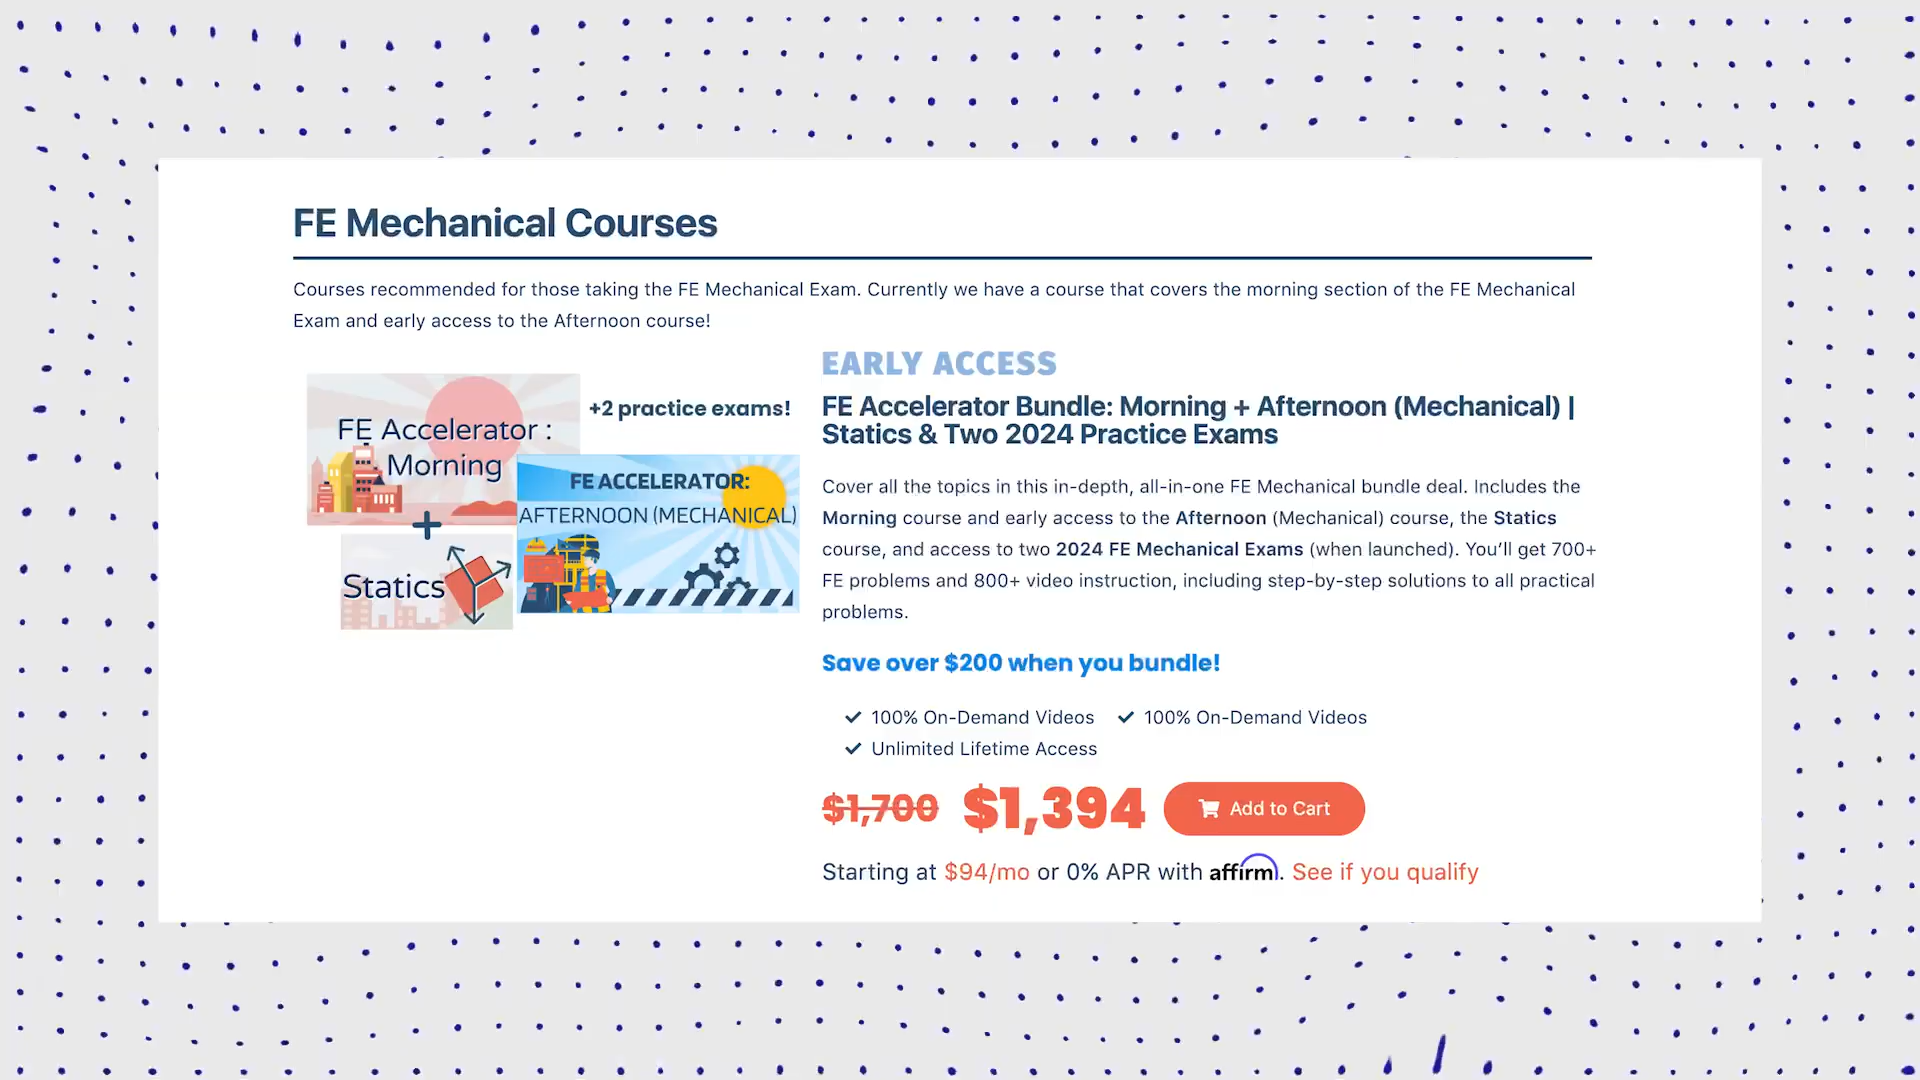 FE Mechanical Courses
Courses recommended for those taking the FE Mechanical Exam. Currently we have a course that covers the morning section of the FE Mechanical
Exam and early access to the Afternoon course!
FE Accelerator :
Morning
+2 practice exams!
FE ACCELERATOR:
AFTERNOON (MECHANICAL)
+
Statics
EARLY ACCESS
FE Accelerator Bundle: Morning + Afternoon (Mechanical) |
Statics & Two 2024 Practice Exams
Cover all the topics in this in-depth, all-in-one FE Mechanical bundle deal. Includes the
Morning course and early access to the Afternoon (Mechanical) course, the Statics
course, and access to two 2024 FE Mechanical Exams (when launched). You'll get 700+
FE problems and 800+ video instruction, including step-by-step solutions to all practical
problems.
Save over $200 when you bundle!
100% On-Demand Videos 100% On-Demand Videos
Unlimited Lifetime Access
$1,700 $1,394 Add to Cart
Starting at $94/mo or 0% APR with affirm. See if you qualify